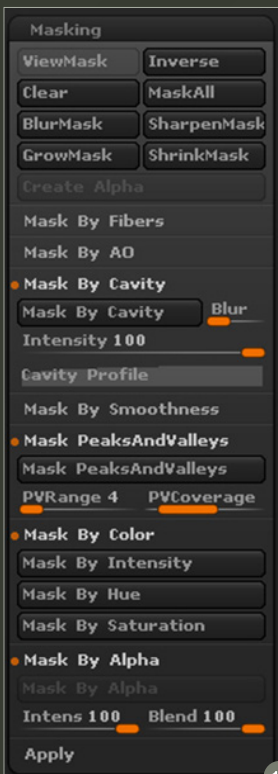 Masking
ViewMask Inverse
Clear MaskAll
BlurMask SharpenMask
GrowMask ShrinkMask
Create Alpha
Mask By Fibers
Mask By AO
Mask By Cavity
Mask By Cavity Blur
Intensity 100
Cavity Profile
Mask By Smoothness
Mask PeaksAndValleys
Mask PeaksAndValleys
PVRange 4 PVCoverage
Mask By Color
Mask By Intensity
Mask By Hue
Mask By Saturation
Mask By Alpha
Mask By Alpha
Intens 100 Blend 100
Apply